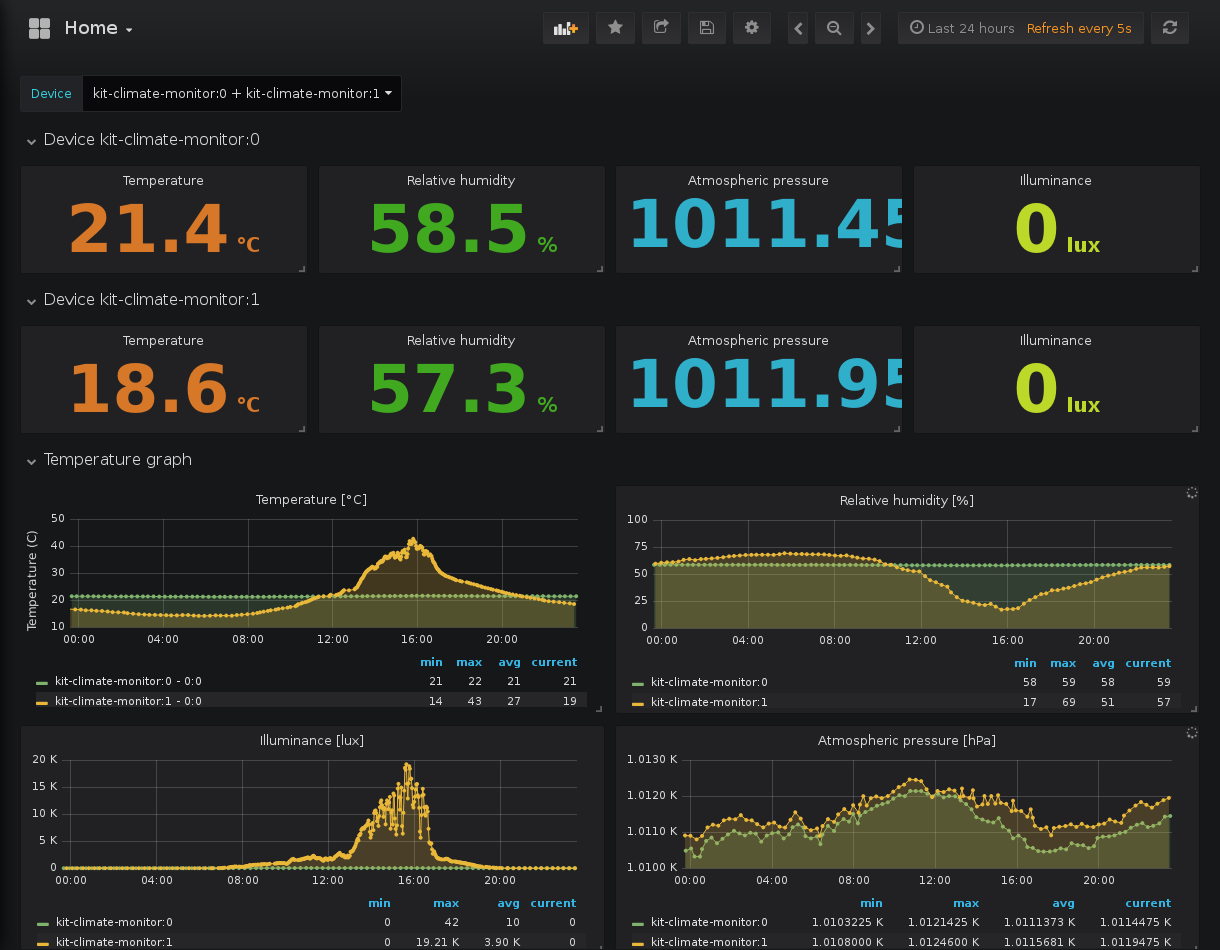 Home
Last 24 hours Refresh every 5s
Device kit-climate-monitor:0 + kit-climate-monitor:1
Device kit-climate-monitor:0
Temperature Relative humidity Atmospheric pressure Illuminance
21.4 °C 58.5 % 1011.45 0 lux
Device kit-climate-monitor:1
Temperature Relative humidity Atmospheric pressure Illuminance
18.6 °C 57.3 % 1011.95 0 lux
Temperature graph
Temperature [°C]
Temperature (C)
50
40
30
20
10
00:00 04:00 08:00 12:00 16:00 20:00
min max avg current
kit-climate-monitor:0 - 0:0 21 22 21 21
kit-climate-monitor:1 - 0:0 14 43 27 19
Relative humidity [%]
100
75
50
25
0
00:00 04:00 08:00 12:00 16:00 20:00
min max avg current
kit-climate-monitor:0 58 59 58 59
kit-climate-monitor:1 17 69 51 57
Illuminance [lux]
20 K
15 K
10 K
5 K
0
00:00 04:00 08:00 12:00 16:00 20:00
min max avg current
kit-climate-monitor:0 0 42 10 0
kit-climate-monitor:1 0 19.21 K 3.90 K 0
Atmospheric pressure [hPa]
1.0130 K
1.0120 K
1.0110 K
1.0100 K
00:00 04:00 08:00 12:00 16:00 20:00
min max avg current
kit-climate-monitor:0 1.0103225 K 1.0121425 K 1.0111373 K 1.0114475 K
kit-climate-monitor:1 1.0108000 K 1.0124600 K 1.0115681 K 1.0119475 K